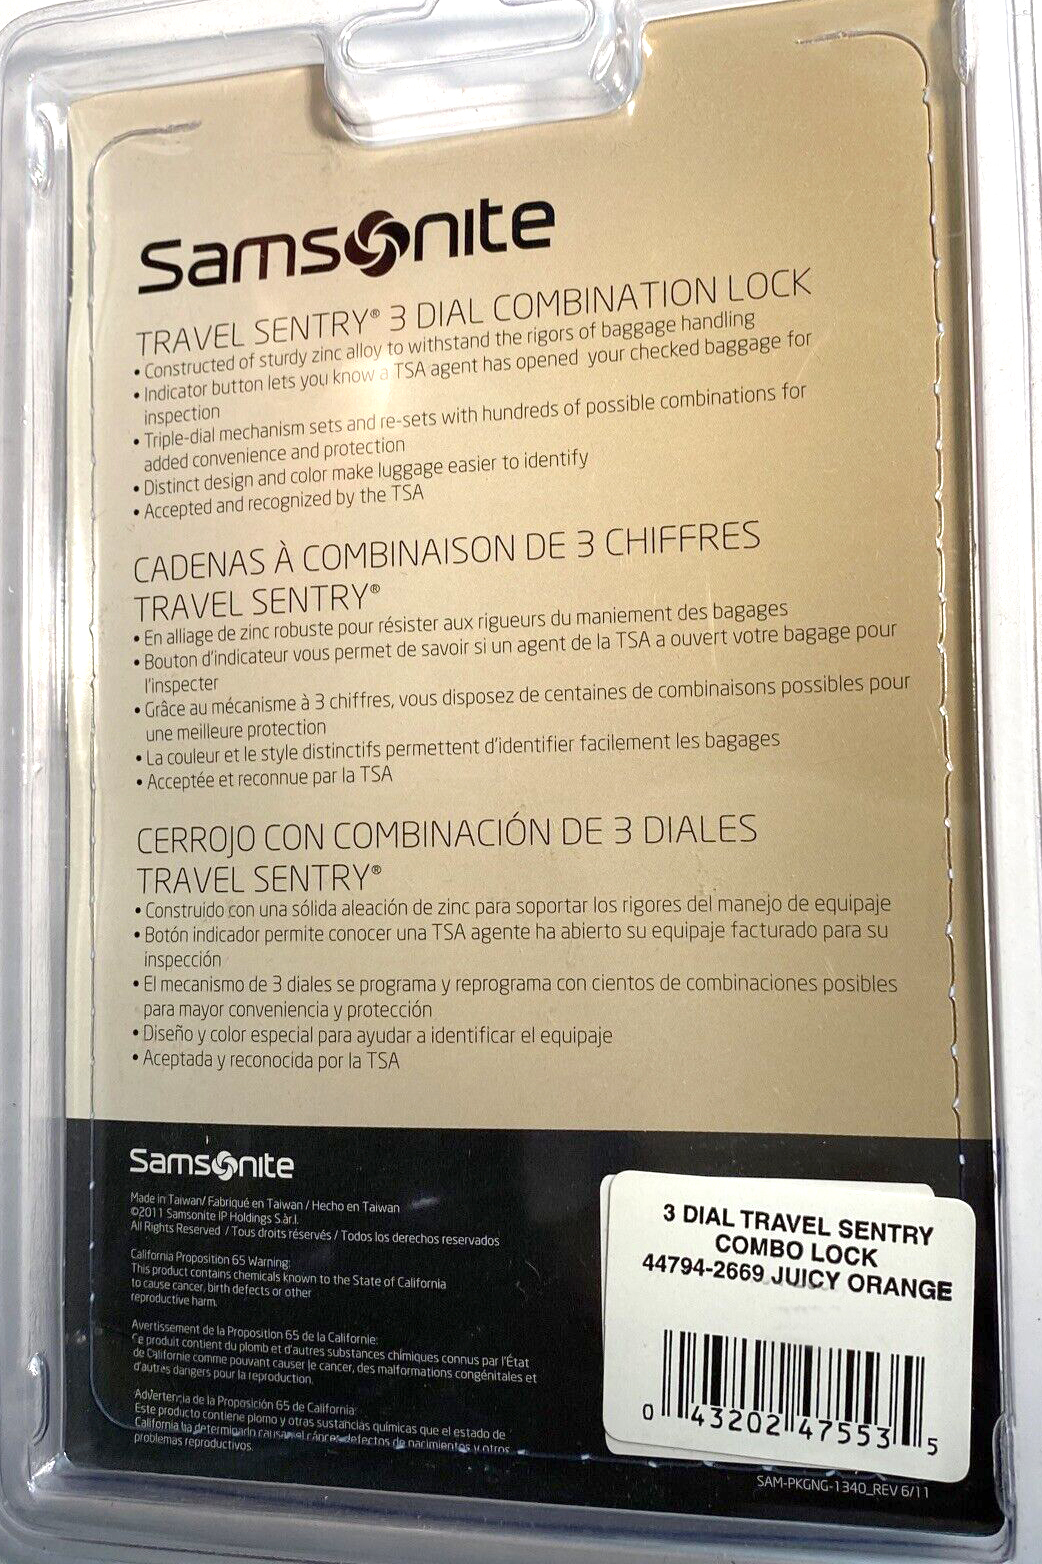 Samsonite
TRAVEL SENTRY® 3 DIAL COMBINATION LOCK
• Constructed of sturdy zinc alloy to withstand the rigors of baggage handling
• Indicator button lets you know a TSA agent has opened your checked baggage for
inspection
• Triple-dial mechanism sets and re-sets with hundreds of possible combinations for
added convenience and protection
• Distinct design and color make luggage easier to identify
• Accepted and recognized by the TSA
CADENAS À COMBINAISON DE 3 CHIFFRES
TRAVEL SENTRY®
• En alliage de zinc robuste pour résister aux rigueurs du maniement des bagages
• Bouton d'indicateur vous permet de savoir si un agent de la TSA a ouvert votre bagage pour
l'inspecter
• Grâce au mécanisme à 3 chiffres, vous disposez de centaines de combinaisons possibles pour
une meilleure protection
• La couleur et le style distinctifs permettent d'identifier facilement les bagages
• Acceptée et reconnue par la TSA
CERROJO CON COMBINACIÓN DE 3 DIALES
TRAVEL SENTRY®
• Construido con una sólida aleación de zinc para soportar los rigores del manejo de equipaje
• Botón indicador permite conocer una TSA agente ha abierto su equipaje facturado para su
inspección
• El mecanismo de 3 diales se programa y reprograma con cientos de combinaciones posibles
para mayor conveniencia y protección
• Diseño y color especial para ayudar a identificar el equipaje
• Aceptada y reconocida por la TSA
Samsonite
Made in Taiwan/ Fabriqué en Taiwan / Hecho en Taiwan
©2011 Samsonite IP Holdings S.àr.l.
All Rights Reserved / Tous droits réservés / Todos los derechos reservados
California Proposition 65 Warning:
This product contains chemicals known to the State of California
to cause cancer, birth defects or other
reproductive harm.
Avertissement de la Proposition 65 de la Californie:
Ce produit contient du plomb et d'autres substances chimiques connus par l'État
de Californie comme pouvant causer le cancer, des malformations congénitales et
d'autres dangers pour la reproduction.
Advertencia de la Proposición 65 de California:
Este producto contiene plomo y otras sustancias químicas que el estado de
California ha determinado causan el cáncer, defectos de nacimientos y otros
problemas reproductivos.
3 DIAL TRAVEL SENTRY
COMBO LOCK
44794-2669 JUICY ORANGE
0 43202 47553 5
SAM-PKGNG-1340_REV 6/11